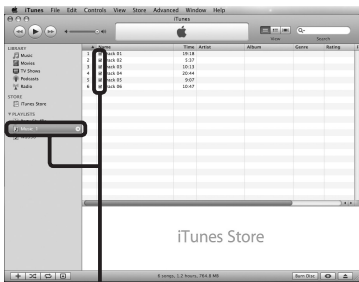 iTunes File Edit Controls View Store Advanced Window Help
iTunes
View Search
Name Time Artist Album Genre Rating
LIBRARY
Music
Movies
TV Shows
Podcasts
Radio
STORE
iTunes Store
PLAYLISTS
Music 1
1 Track 01 19:18
2 Track 02 3:37
3 Track 03 10:13
4 Track 04 20:44
5 Track 05 9:07
6 Track 06 10:47
iTunes Store
6 songs, 1.2 hours, 764.8 MB
Burn Disc